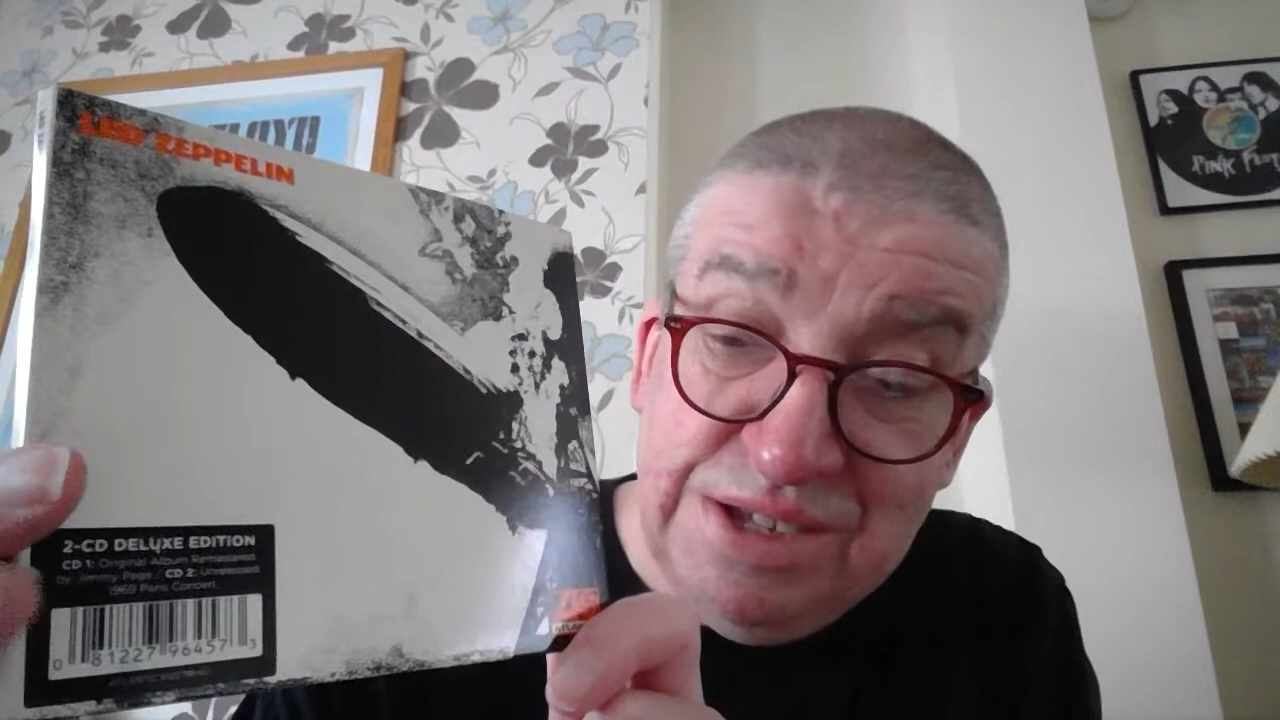 LED ZEPPELIN
2-CD DELUXE EDITION
CD 1: Original Album Remastered
by Jimmy Page / CD 2: Unreleased
1969 Paris Concert
0 81227 96457 3
PINK